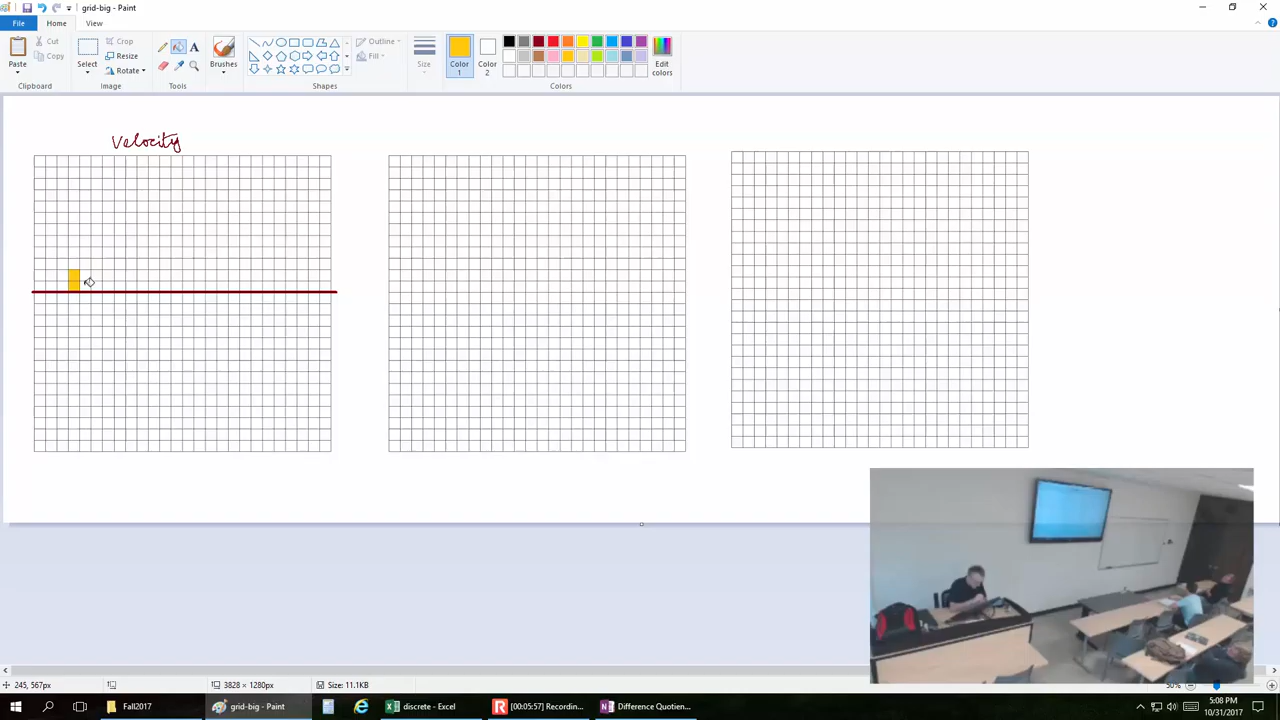 grid-big - Paint
File Home View
Paste
Cut
Copy
Clipboard
Select
Crop
Resize
Rotate
Image
Tools
Brushes
Shapes
Outline
Fill
Size
Color 1
Color 2
Edit colors
Colors
Velocity
245, 567px
3828 × 1280px
Size: 11.1KB
50%
Fall2017
grid-big - Paint
discrete - Excel
[00:05:57] Recordin...
Difference Quotien...
5:08 PM
10/31/2017